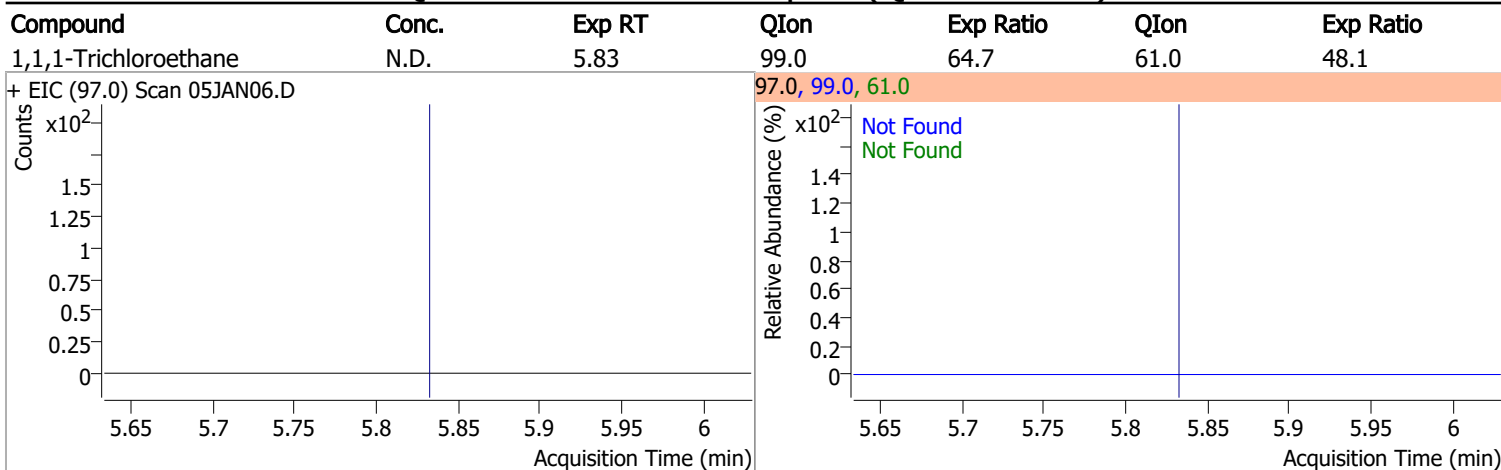 Compound Conc. Exp RT QIon Exp Ratio QIon Exp Ratio
1,1,1-Trichloroethane N.D. 5.83 99.0 64.7 61.0 48.1
+ EIC (97.0) Scan 05JAN06.D
Counts
x10²
1.5
1.25
1
0.75
0.5
0.25
0
5.65 5.7 5.75 5.8 5.85 5.9 5.95 6
Acquisition Time (min)
97.0, 99.0, 61.0
Relative Abundance (%)
x10²
Not Found
Not Found
1.4
1.2
1
0.8
0.6
0.4
0.2
0
5.65 5.7 5.75 5.8 5.85 5.9 5.95 6
Acquisition Time (min)